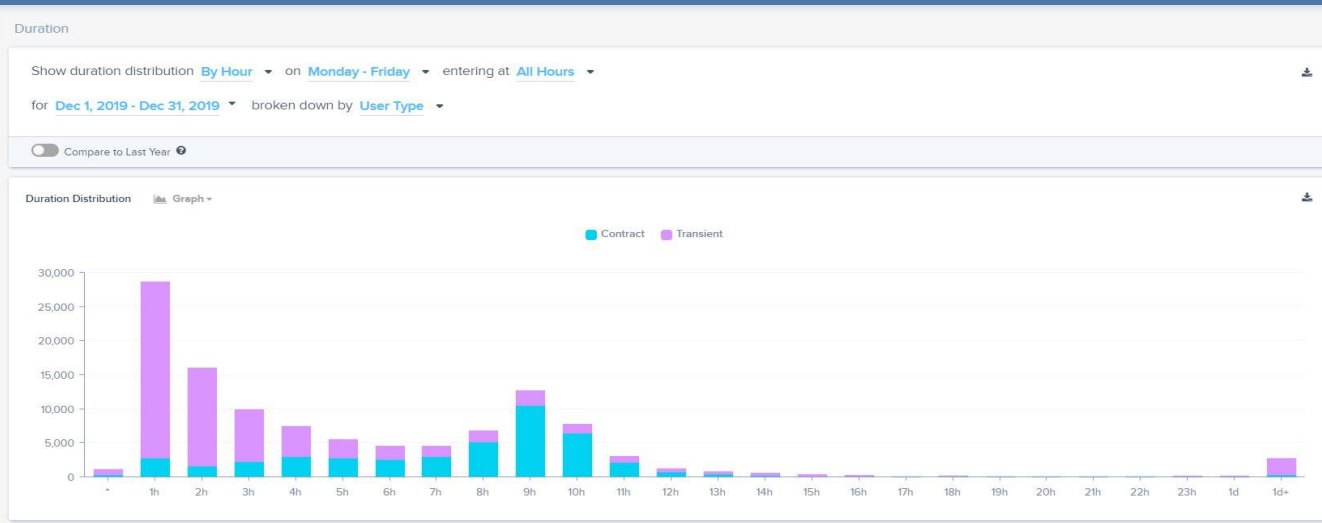 Duration
Show duration distribution By Hour on Monday - Friday entering at All Hours
for Dec 1, 2019 - Dec 31, 2019 broken down by User Type
Compare to Last Year ?
Duration Distribution Graph
Contract Transient
30,000
25,000
20,000
15,000
10,000
5,000
0
* 1h 2h 3h 4h 5h 6h 7h 8h 9h 10h 11h 12h 13h 14h 15h 16h 17h 18h 19h 20h 21h 22h 23h 1d 1d+